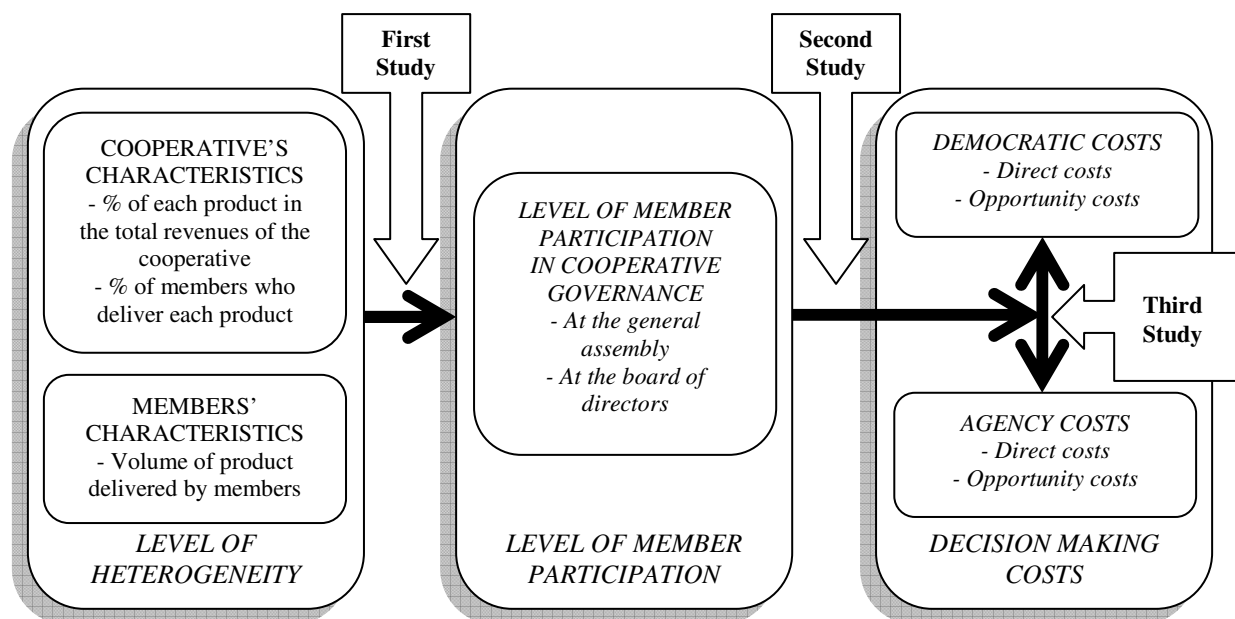 First
Study
COOPERATIVE'S
CHARACTERISTICS
- % of each product in
the total revenues of the
cooperative
- % of members who
deliver each product
MEMBERS'
CHARACTERISTICS
- Volume of product
delivered by members
LEVEL OF
HETEROGENEITY
LEVEL OF MEMBER
PARTICIPATION
IN COOPERATIVE
GOVERNANCE
- At the general
assembly
- At the board of
directors
LEVEL OF MEMBER
PARTICIPATION
Second
Study
DEMOCRATIC COSTS
- Direct costs
- Opportunity costs
Third
Study
AGENCY COSTS
- Direct costs
- Opportunity costs
DECISION MAKING
COSTS